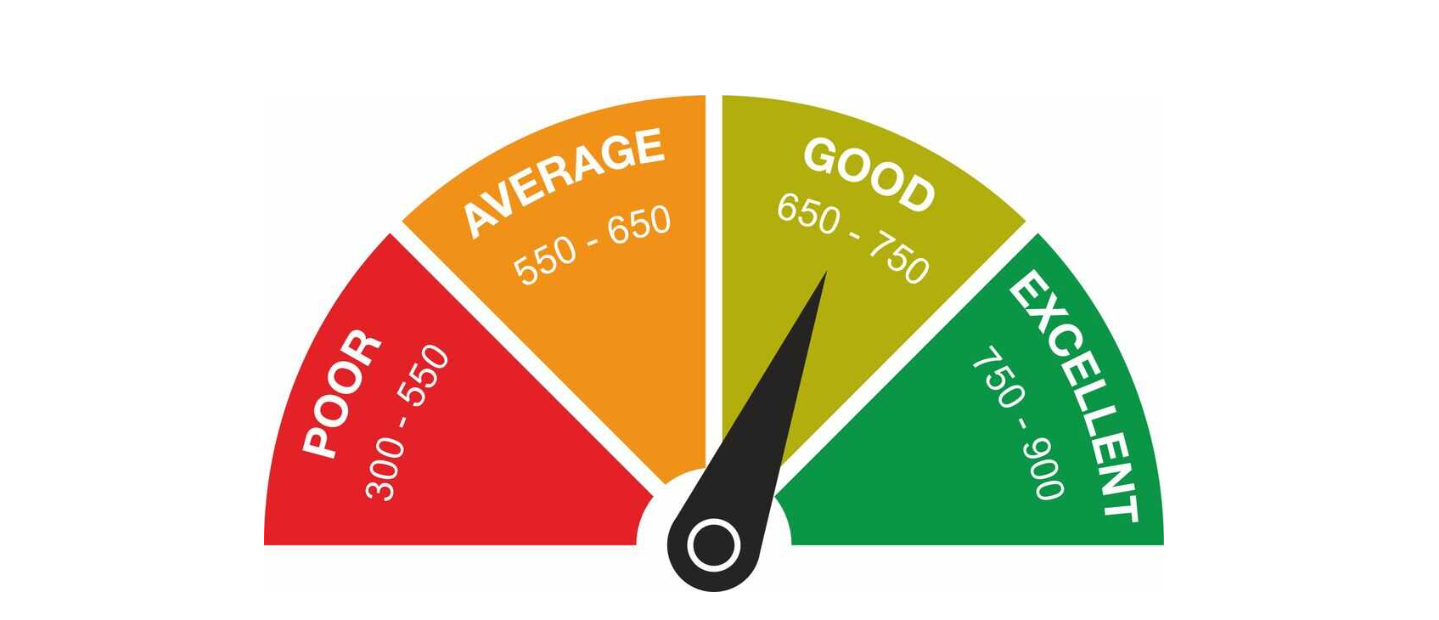 POOR
300 - 550
AVERAGE
550 - 650
GOOD
650 - 750
EXCELLENT
750 - 900